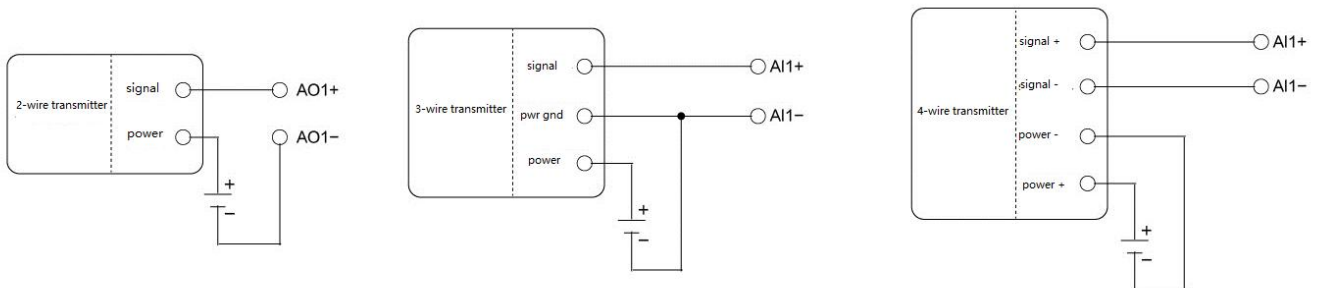 2-wire transmitter
signal
power
AO1+
AO1−
+
−
3-wire transmitter
signal
pwr gnd
power
AI1+
AI1−
+
−
4-wire transmitter
signal +
signal -
power -
power +
AI1+
AI1−
+
−